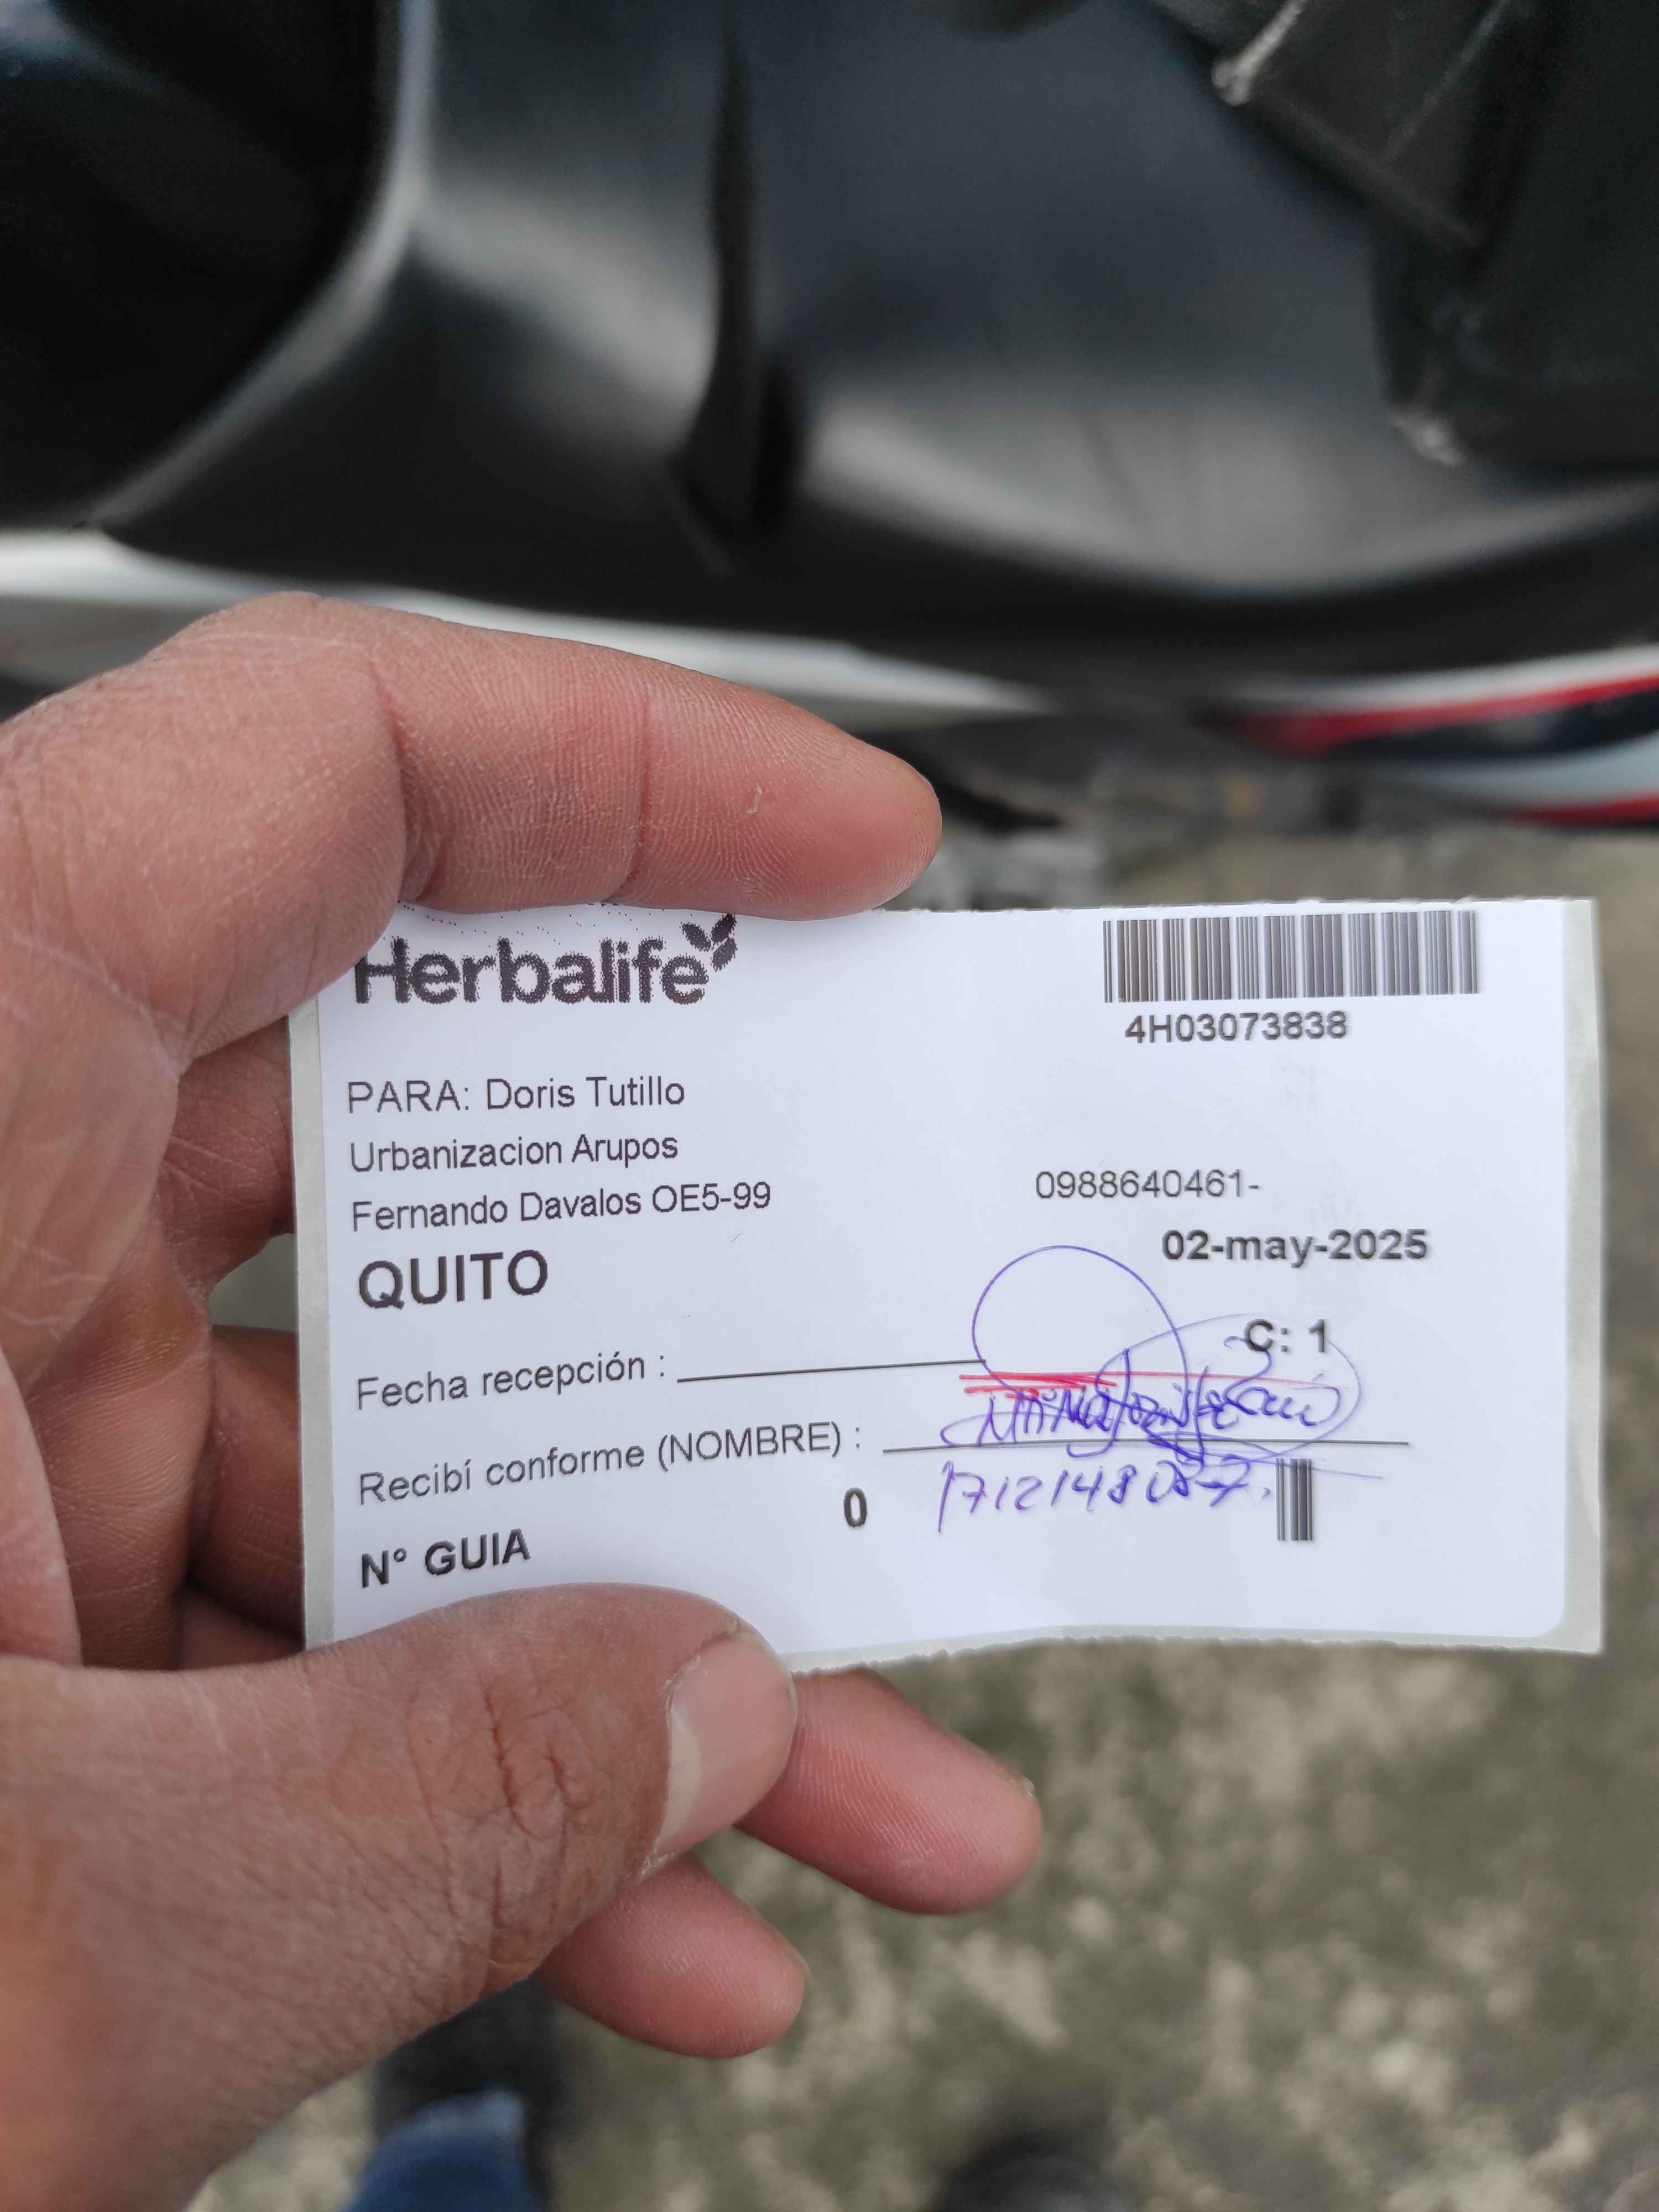 Herbalife
4H03073838
PARA: Doris Tutillo
Urbanizacion Arupos
Fernando Davalos OE5-99
0988640461-
QUITO
02-may-2025
C: 1
Fecha recepción :
Recibí conforme (NOMBRE) :
N° GUIA
0